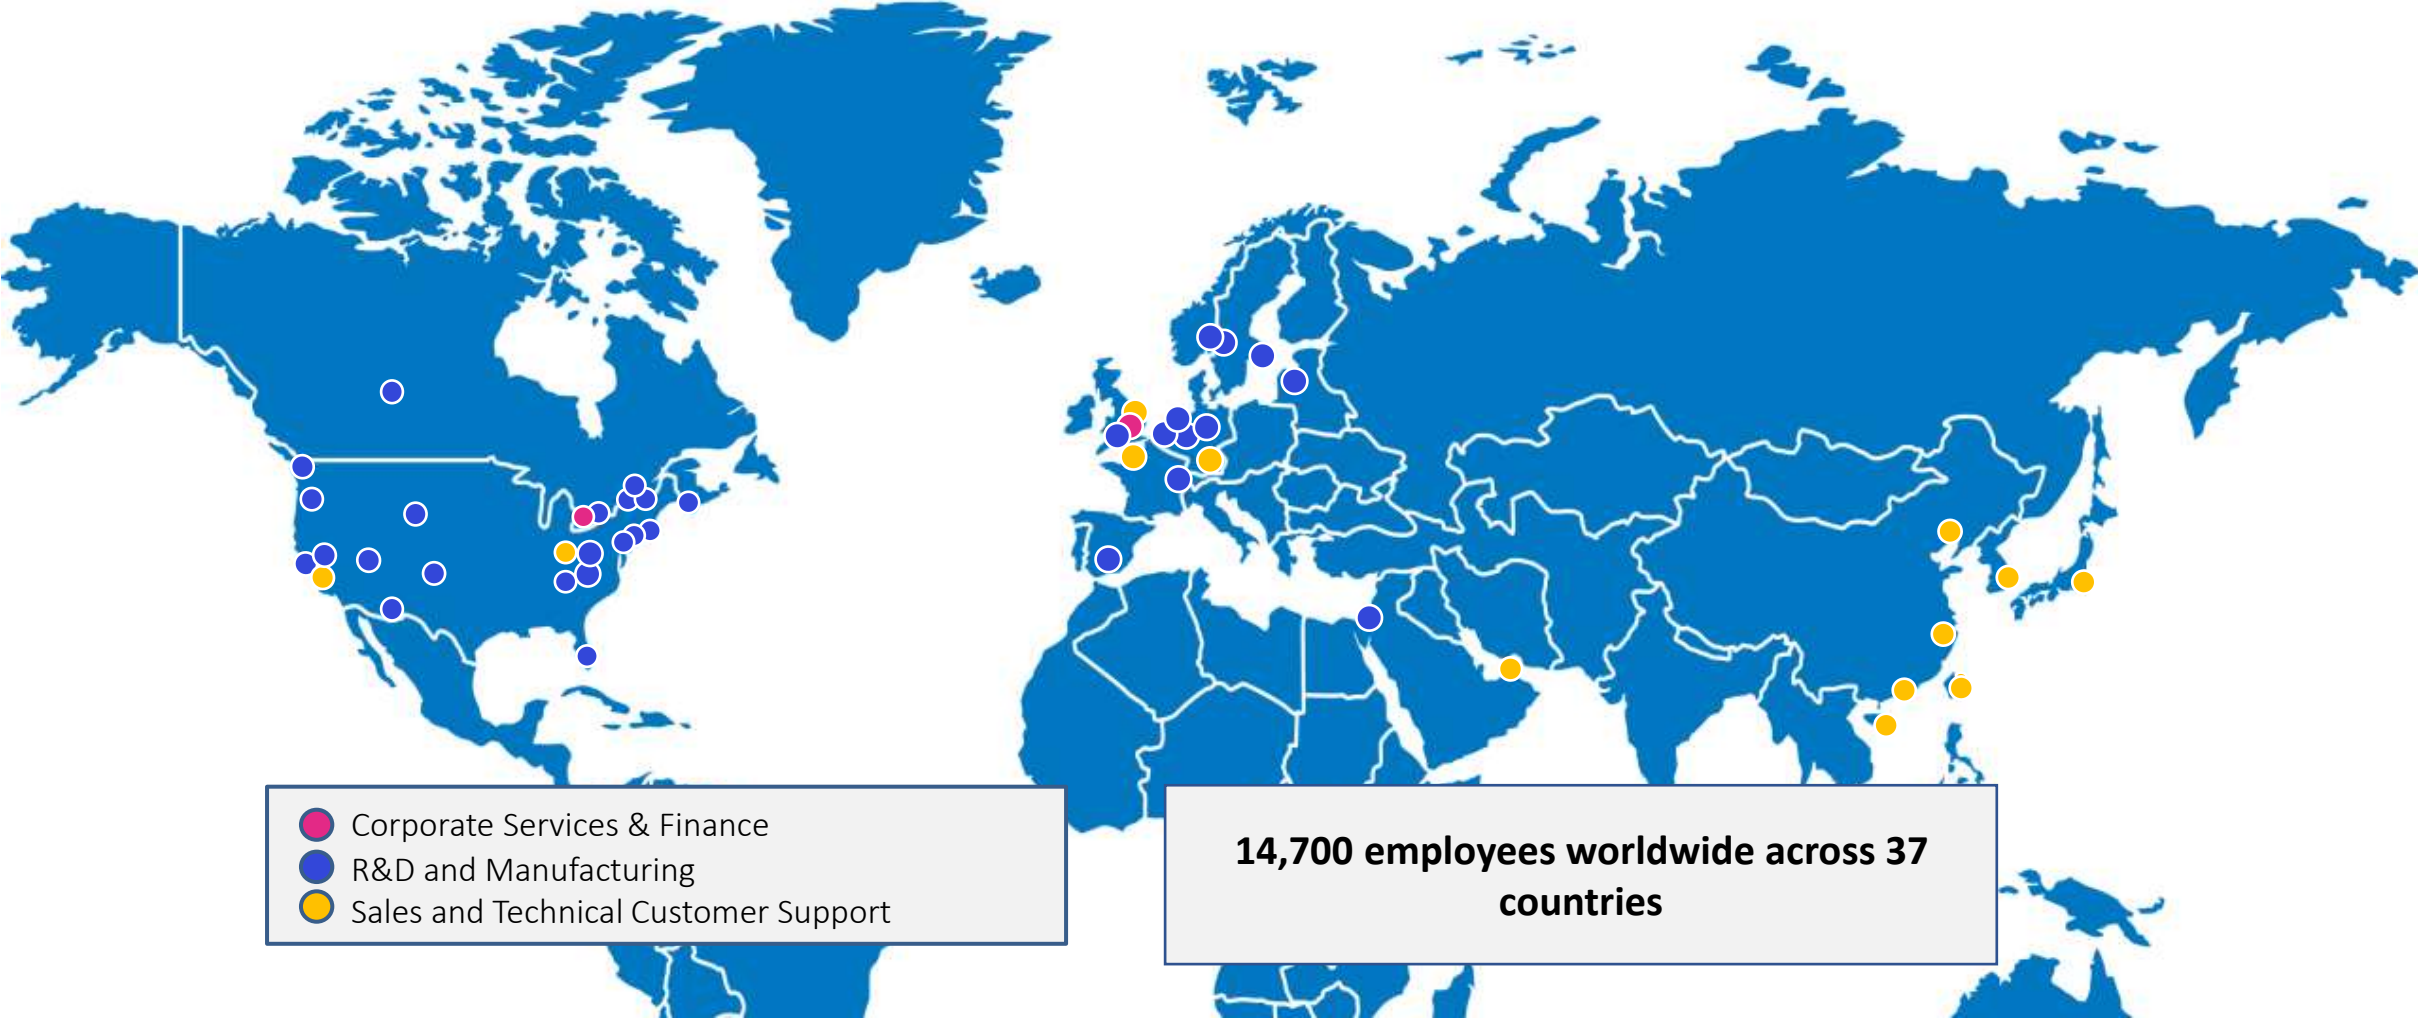 Corporate Services & Finance
R&D and Manufacturing
Sales and Technical Customer Support
14,700 employees worldwide across 37
countries